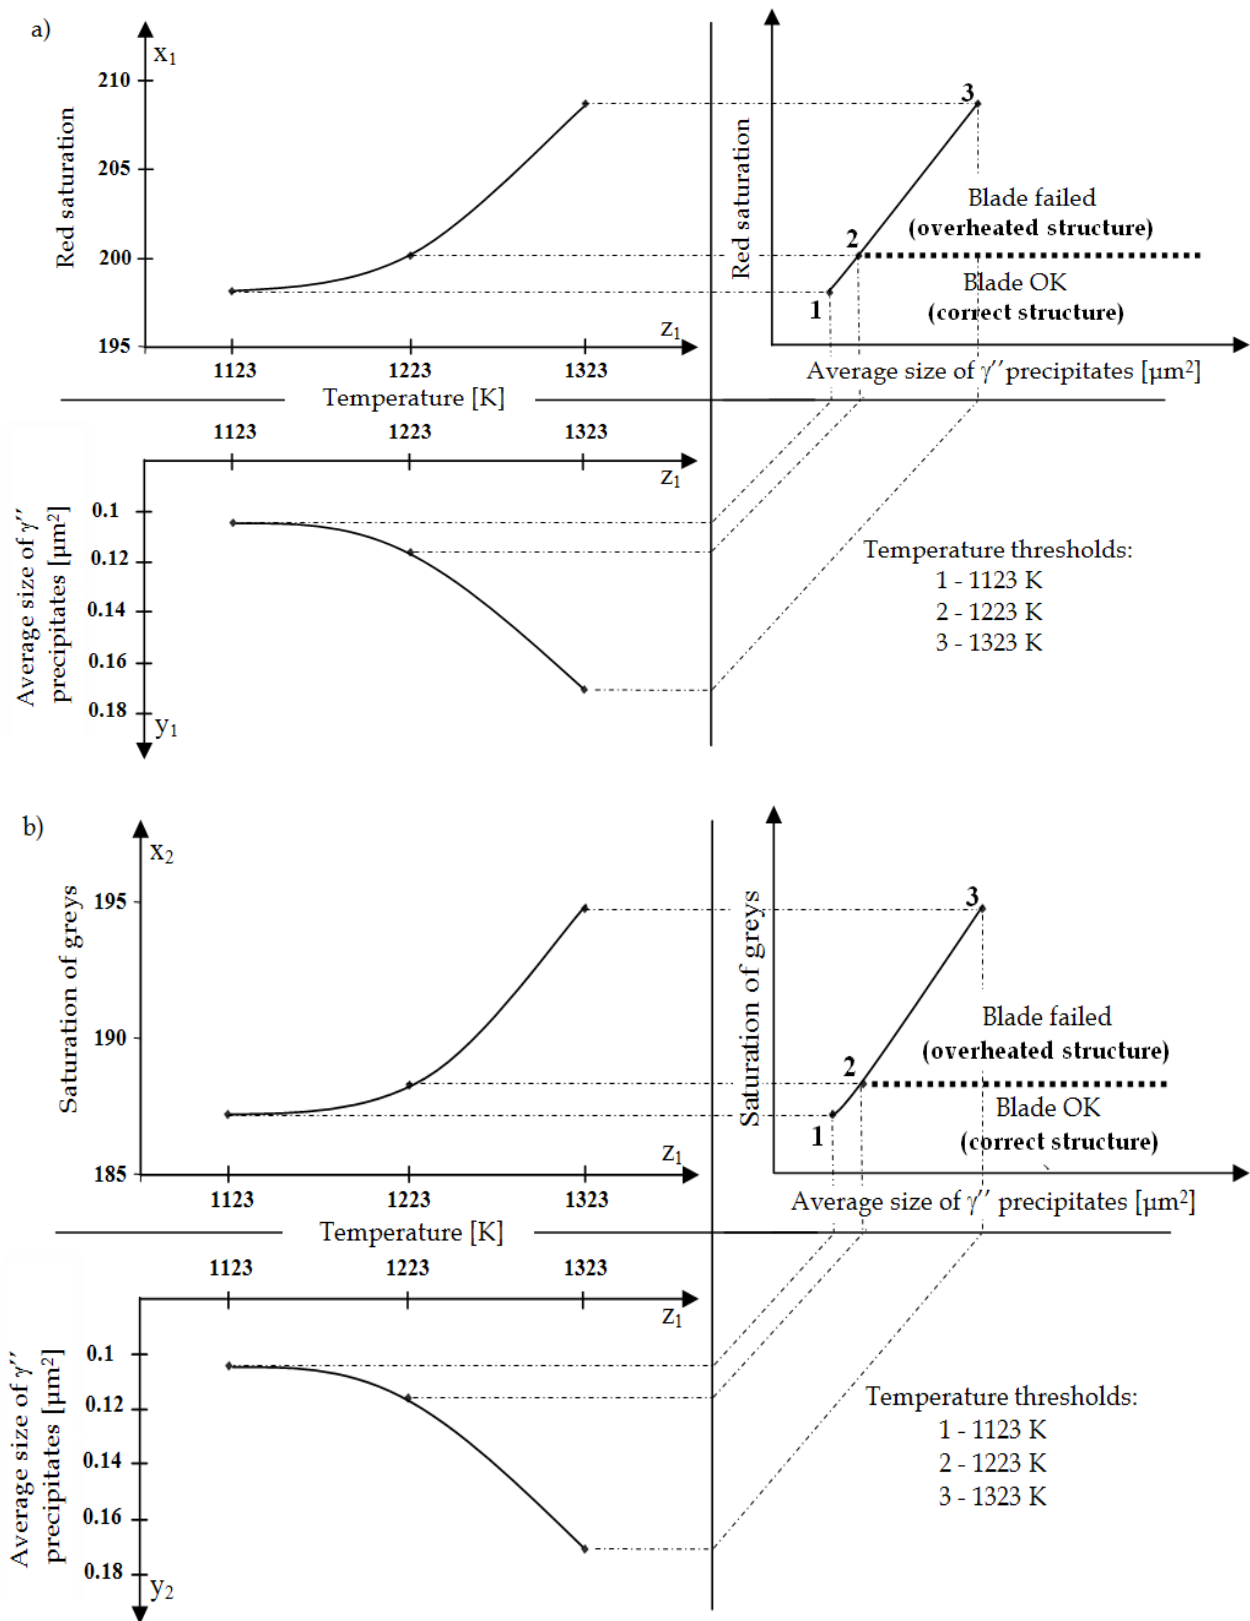 a)
x₁
Red saturation
210
205
200
195
1123
1223
1323
z₁
Temperature [K]
Red saturation
3
2
1
Blade failed
(overheated structure)
Blade OK
(correct structure)
Average size of γ'' precipitates [µm²]
1123
1223
1323
z₁
Average size of γ''
precipitates [µm²]
0.1
0.12
0.14
0.16
0.18
y₁
Temperature thresholds:
1 - 1123 K
2 - 1223 K
3 - 1323 K
b)
x₂
Saturation of greys
195
190
185
1123
1223
1323
z₁
Temperature [K]
Saturation of greys
3
2
1
Blade failed
(overheated structure)
Blade OK
(correct structure)
Average size of γ'' precipitates [µm²]
1123
1223
1323
z₁
Average size of γ''
precipitates [µm²]
0.1
0.12
0.14
0.16
0.18
y₂
Temperature thresholds:
1 - 1123 K
2 - 1223 K
3 - 1323 K